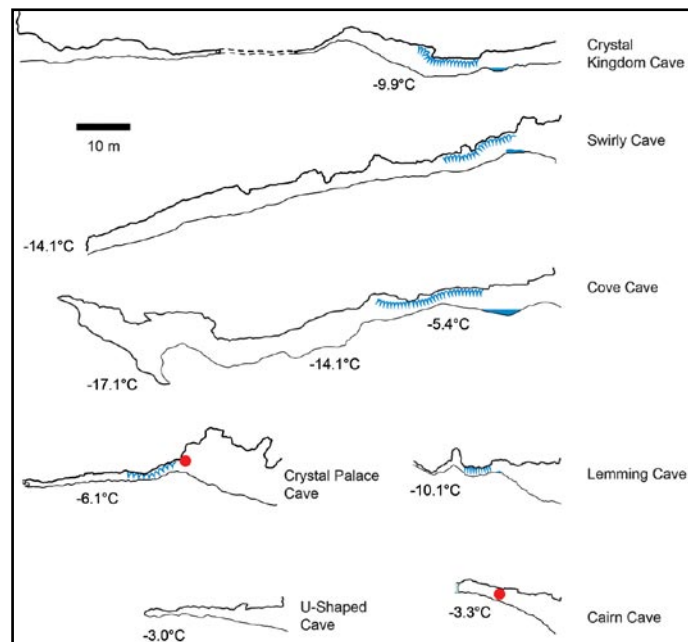 Crystal
Kingdom Cave
-9.9°C
10 m
Swirly Cave
-14.1°C
Cove Cave
-5.4°C
-14.1°C
-17.1°C
Crystal Palace
Cave
-6.1°C
Lemming Cave
-10.1°C
U-Shaped
Cave
-3.0°C
Cairn Cave
-3.3°C